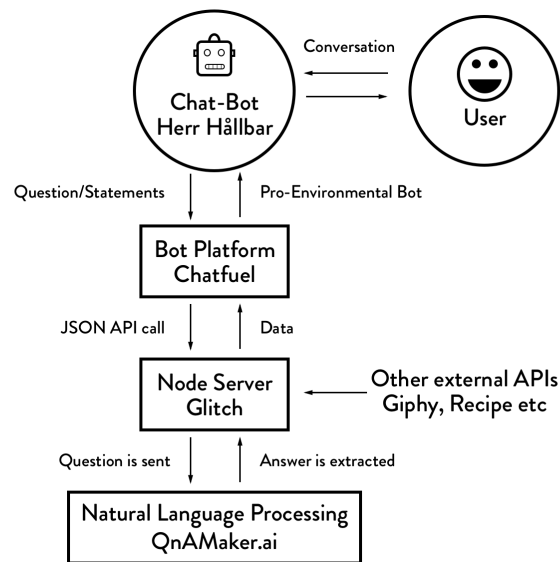 Conversation
Chat-Bot
Herr Hållbar
User
Question/Statements
Pro-Environmental Bot
Bot Platform
Chatfuel
JSON API call
Data
Node Server
Glitch
Other external APIs
Giphy, Recipe etc
Question is sent
Answer is extracted
Natural Language Processing
QnAMaker.ai